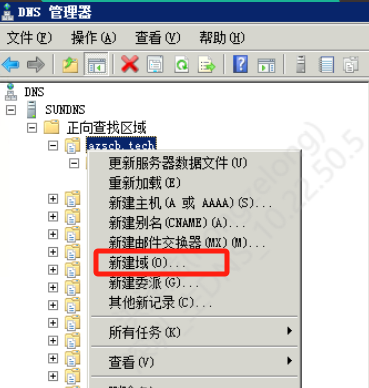 DNS 管理器
文件(F) 操作(A) 查看(V) 帮助(H)
DNS
SUNDNS
正向查找区域
azscb.tech
更新服务器数据文件(U)
重新加载(E)
新建主机(A 或 AAAA)(S)...
新建别名(CNAME)(A)...
新建邮件交换器(MX)(M)...
新建域(O)...
新建委派(G)...
其他新记录(C)...
所有任务(K)
查看(V)